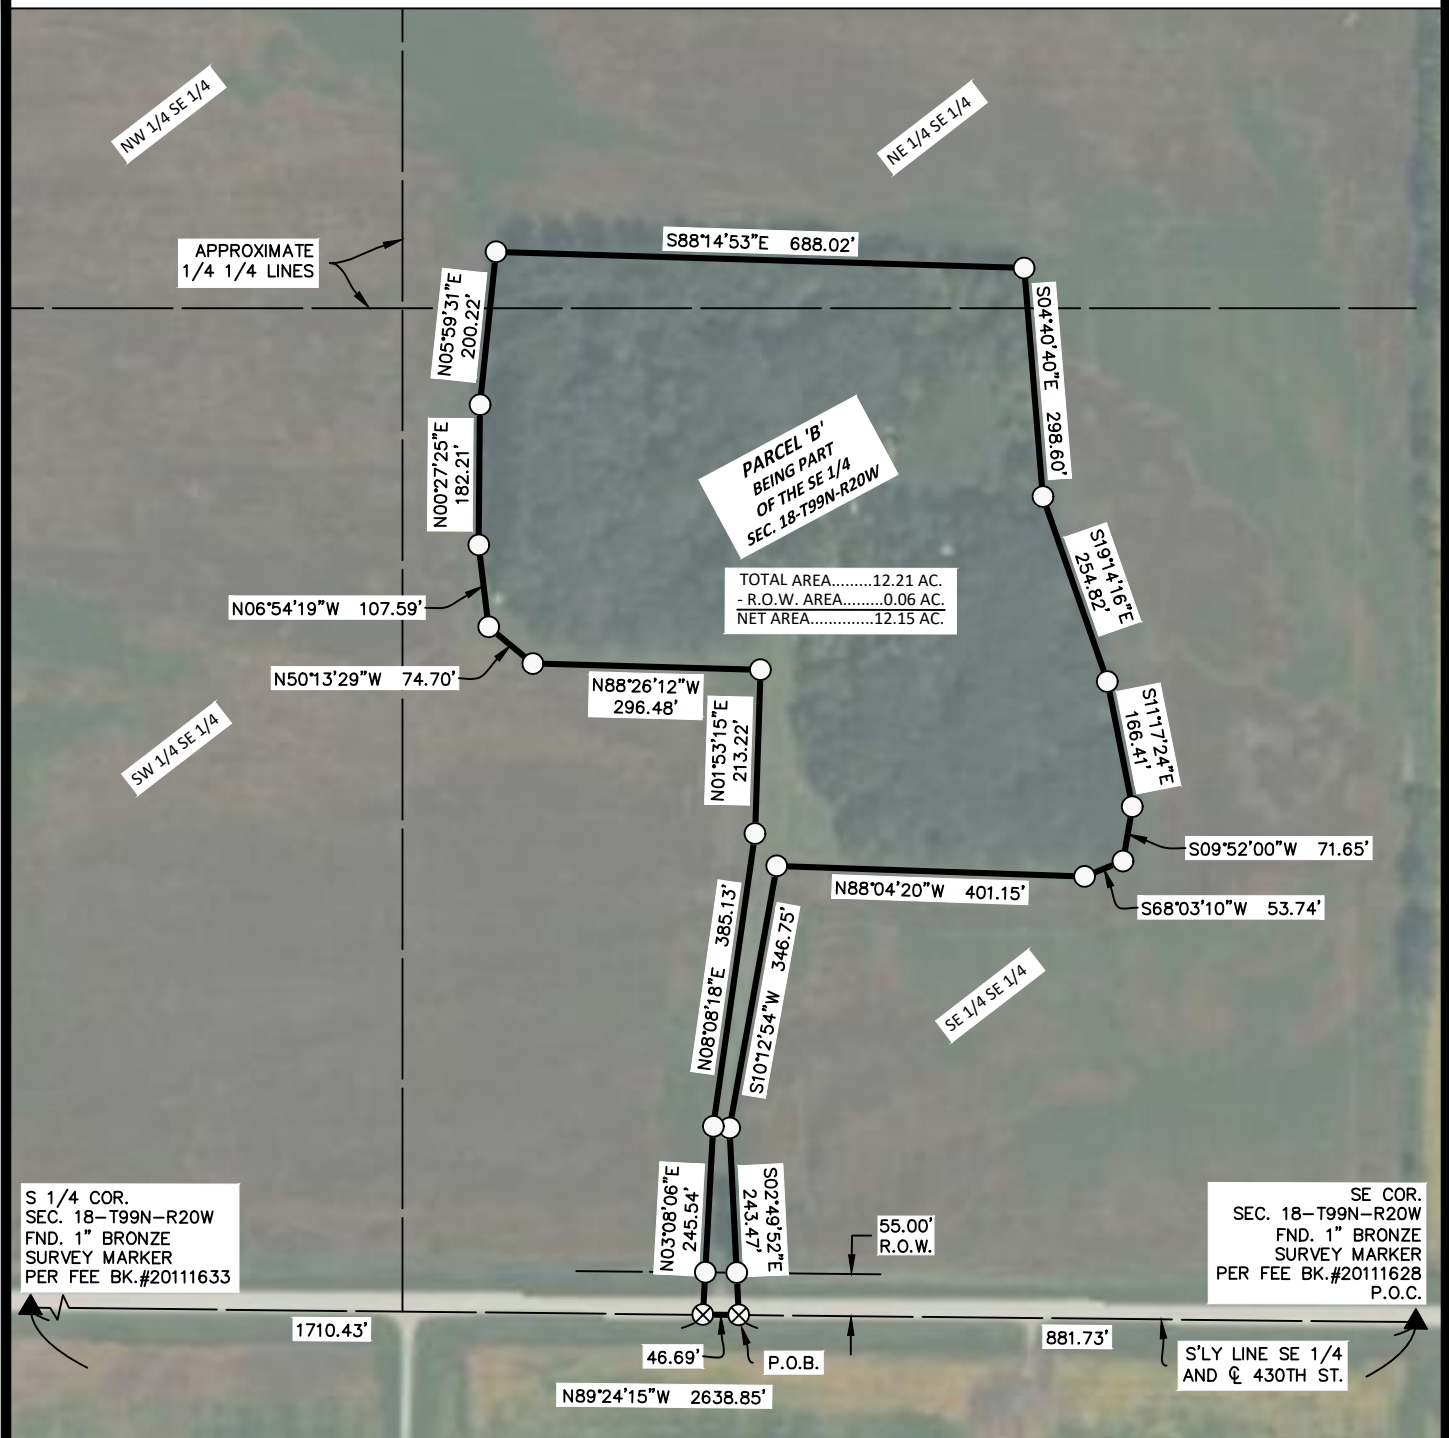 NW 1/4 SE 1/4
NE 1/4 SE 1/4
APPROXIMATE
1/4 1/4 LINES
S88°14'53"E 688.02'
N05°59'31"E
200.22'
S04°40'40"E 298.60'
N00°27'25"E
182.21'
PARCEL 'B'
BEING PART
OF THE SE 1/4
SEC. 18-T99N-R20W
S19°14'16"E
254.82'
TOTAL AREA.........12.21 AC.
- R.O.W. AREA.........0.06 AC.
NET AREA..............12.15 AC.
N06°54'19"W 107.59'
N50°13'29"W 74.70'
N88°26'12"W
296.48'
N01°53'15"E
213.22'
S11°17'24"E
166.41'
SW 1/4 SE 1/4
S09°52'00"W 71.65'
N88°04'20"W 401.15'
S68°03'10"W 53.74'
N08°08'18"E 385.13'
S10°12'54"W 346.75'
SE 1/4 SE 1/4
N03°08'06"E
245.54'
S02°49'52"E
243.47'
55.00'
R.O.W.
S 1/4 COR.
SEC. 18-T99N-R20W
FND. 1" BRONZE
SURVEY MARKER
PER FEE BK.#20111633
SE COR.
SEC. 18-T99N-R20W
FND. 1" BRONZE
SURVEY MARKER
PER FEE BK.#20111628
P.O.C.
1710.43'
46.69'
P.O.B.
881.73'
S'LY LINE SE 1/4
AND ℄ 430TH ST.
N89°24'15"W 2638.85'